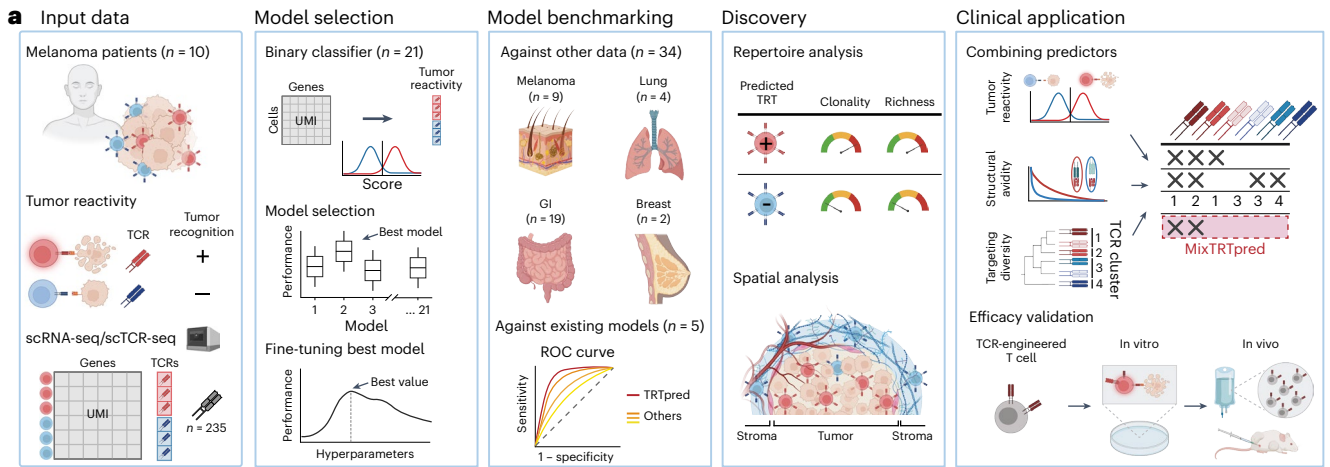 a Input data
Melanoma patients (n = 10)
Tumor reactivity
TCR
Tumor
recognition
+
–
scRNA-seq/scTCR-seq
Genes
TCRs
UMI
n = 235
Model selection
Binary classifier (n = 21)
Genes
Cells
UMI
Tumor
reactivity
Score
Model selection
Performance
Best model
1 2 3 ... 21
Model
Fine-tuning best model
Performance
Best value
Hyperparameters
Model benchmarking
Against other data (n = 34)
Melanoma
(n = 9)
Lung
(n = 4)
GI
(n = 19)
Breast
(n = 2)
Against existing models (n = 5)
ROC curve
Sensitivity
TRTpred
Others
1 – specificity
Discovery
Repertoire analysis
Predicted
TRT
Clonality
Richness
+
-
Spatial analysis
Stroma
Tumor
Stroma
Clinical application
Combining predictors
Tumor
reactivity
Structural
avidity
Targeting
diversity
1
2
3
4
TCR cluster
1 2 1 3 3 4
MixTRTpred
Efficacy validation
TCR-engineered
T cell
In vitro
In vivo